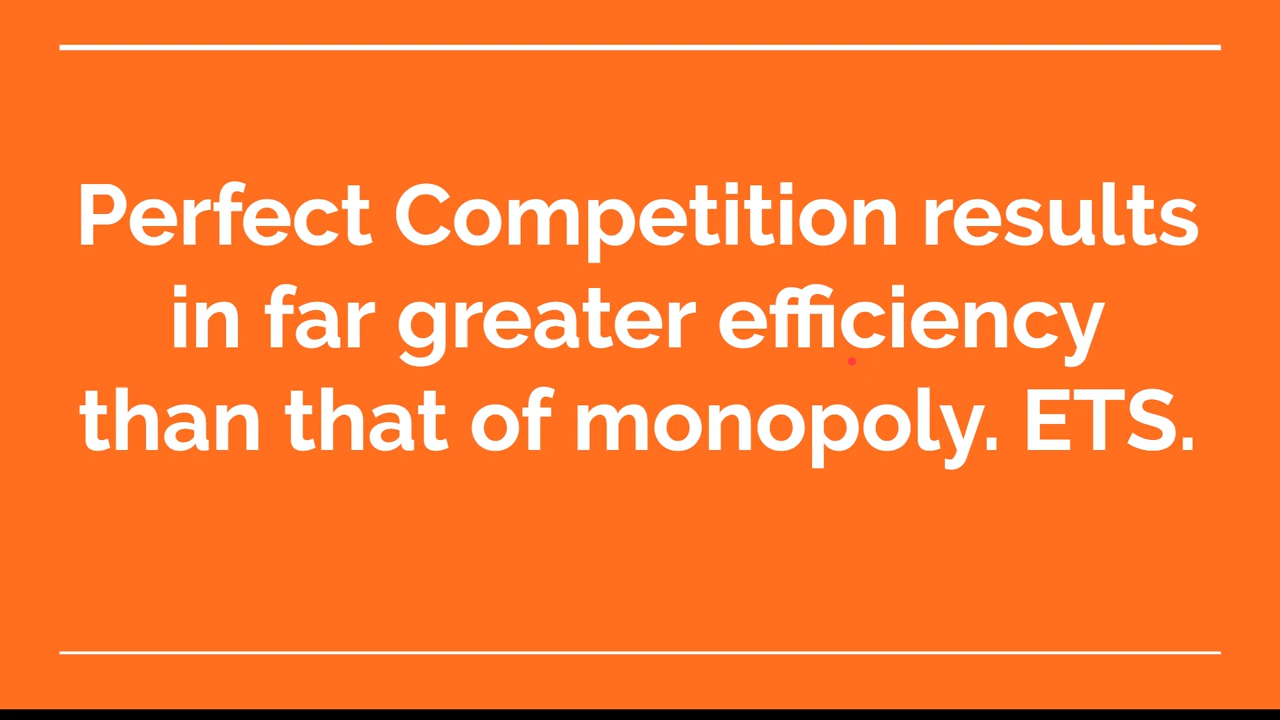 Perfect Competition results
in far greater efficiency
than that of monopoly. ETS.